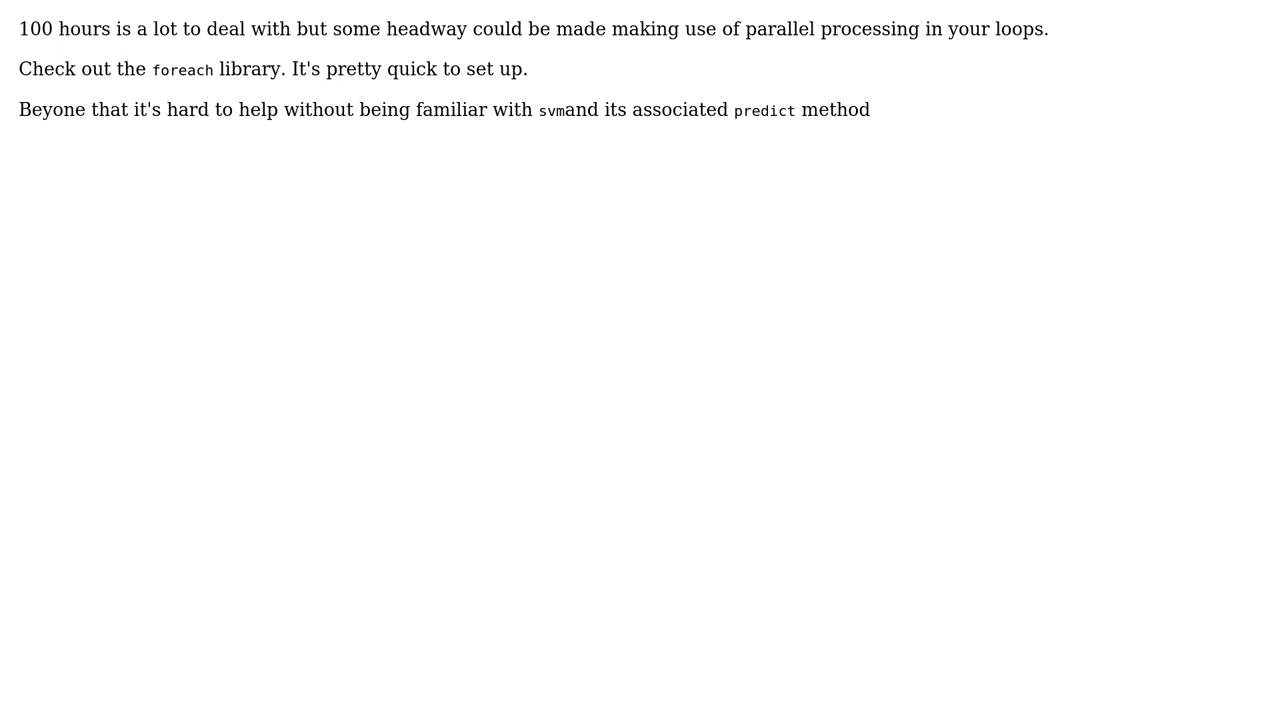 100 hours is a lot to deal with but some headway could be made making use of parallel processing in your loops.
Check out the foreach library. It's pretty quick to set up.
Beyone that it's hard to help without being familiar with svmand its associated predict method